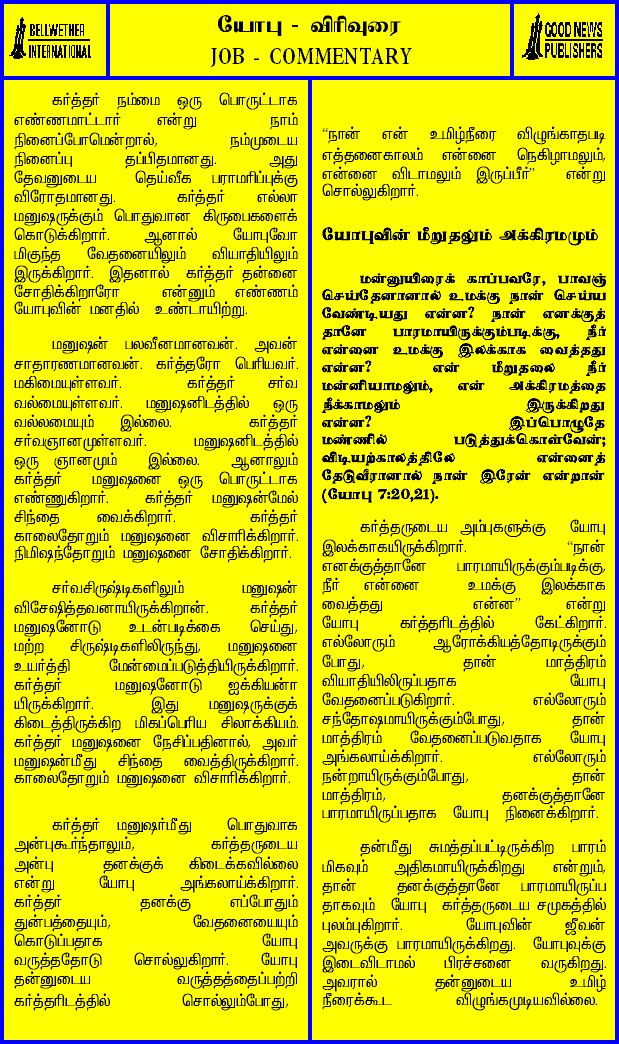 BELLWETHER
INTERNATIONAL
யோபு - விரிவுரை
JOB - COMMENTARY
GOOD NEWS
PUBLISHERS
கர்த்தர் நம்மை ஒரு பொருட்டாக
எண்ணமாட்டார் என்று நாம்
நினைப்போமென்றால், நம்முடைய
நினைப்பு தப்பிதமானது. அது
தேவனுடைய தெய்வீக பராமரிப்புக்கு
விரோதமானது. கர்த்தர் எல்லா
மனுஷருக்கும் பொதுவான கிருபைகளைக்
கொடுக்கிறார். ஆனால் யோபுவோ
மிகுந்த வேதனையிலும் வியாதியிலும்
இருக்கிறார். இதனால் கர்த்தர் தன்னை
சோதிக்கிறாரோ என்னும் எண்ணம்
யோபுவின் மனதில் உண்டாயிற்று.
மனுஷன் பலவீனமானவன். அவன்
சாதாரணமானவன். கர்த்தரோ பெரியவர்.
மகிமையுள்ளவர். கர்த்தர் சர்வ
வல்மையுள்ளவர். மனுஷனிடத்தில் ஒரு
வல்லமையும் இல்லை. கர்த்தர்
சர்வஞானமுள்ளவர். மனுஷனிடத்தில்
ஒரு ஞானமும் இல்லை. ஆனாலும்
கர்த்தர் மனுஷனை ஒரு பொருட்டாக
எண்ணுகிறார். கர்த்தர் மனுஷன்மேல்
சிந்தை வைக்கிறார். கர்த்தர்
காலைதோறும் மனுஷனை விசாரிக்கிறார்.
நிமிஷந்தோறும் மனுஷனை சோதிக்கிறார்.
சர்வசிருஷ்டிகளிலும் மனுஷன்
விசேஷித்தவனாயிருக்கிறான். கர்த்தர்
மனுஷனோடு உடன்படிக்கை செய்து,
மற்ற சிருஷ்டிகளிலிருந்து, மனுஷனை
உயர்த்தி மேன்மைப்படுத்தியிருக்கிறார்.
கர்த்தர் மனுஷனோடு ஐக்கியனா
யிருக்கிறார். இது மனுஷருக்குக்
கிடைத்திருக்கிற மிகப்பெரிய சிலாக்கியம்.
கர்த்தர் மனுஷனை நேசிப்பதினால், அவர்
மனுஷன்மீது சிந்தை வைத்திருக்கிறார்.
காலைதோறும் மனுஷனை விசாரிக்கிறார்.
கர்த்தர் மனுஷர்மீது பொதுவாக
அன்புகூர்ந்தாலும், கர்த்தருடைய
அன்பு தனக்குக் கிடைக்கவில்லை
என்று யோபு அங்கலாய்க்கிறார்.
கர்த்தர் தனக்கு எப்போதும்
துன்பத்தையும், வேதனையையும்
கொடுப்பதாக யோபு
வருத்ததோடு சொல்லுகிறார். யோபு
தன்னுடைய வருத்தத்தைப்பற்றி
கர்த்தரிடத்தில் சொல்லும்போது,
“நான் என் உமிழ்நீரை விழுங்காதபடி
எத்தனைகாலம் என்னை நெகிழாமலும்,
என்னை விடாமலும் இருப்பீர்” என்று
சொல்லுகிறார்.
யோபுவின் மீறுதலும் அக்கிரமமும்
மன்னுயிரைக் காப்பவரே, பாவஞ்
செய்தேனானால் உமக்கு நான் செய்ய
வேண்டியது என்ன? நான் எனக்குத்
தானே பாரமாயிருக்கும்படிக்கு, நீர்
என்னை உமக்கு இலக்காக வைத்தது
என்ன? என் மீறுதலை நீர்
மன்னியாமலும், என் அக்கிரமத்தை
நீக்காமலும் இருக்கிறது
என்ன? இப்பொழுதே
மண்ணில் படுத்துக்கொள்வேன்;
விடியற்காலத்திலே என்னைத்
தேடுவீரானால் நான் இரேன் என்றான்
(யோபு 7:20,21).
கர்த்தருடைய அம்புகளுக்கு யோபு
இலக்காகயிருக்கிறார். “நான்
எனக்குத்தானே பாரமாயிருக்கும்படிக்கு,
நீர் என்னை உமக்கு இலக்காக
வைத்தது என்ன” என்று
யோபு கர்த்தரிடத்தில் கேட்கிறார்.
எல்லோரும் ஆரோக்கியத்தோடிருக்கும்
போது, தான் மாத்திரம்
வியாதியிலிருப்பதாக யோபு
வேதனைப்படுகிறார். எல்லோரும்
சந்தோஷமாயிருக்கும்போது, தான்
மாத்திரம் வேதனைப்படுவதாக யோபு
அங்கலாய்க்கிறார். எல்லோரும்
நன்றாயிருக்கும்போது, தான்
மாத்திரம், தனக்குத்தானே
பாரமாயிருப்பதாக யோபு நினைக்கிறார்.
தன்மீது சுமத்தப்பட்டிருக்கிற பாரம்
மிகவும் அதிகமாயிருக்கிறது என்றும்,
தான் தனக்குத்தானே பாரமாயிருப்ப
தாகவும் யோபு கர்த்தருடைய சமுகத்தில்
புலம்புகிறார். யோபுவின் ஜீவன்
அவருக்கு பாரமாயிருக்கிறது. யோபுவுக்கு
இடைவிடாமல் பிரச்சனை வருகிறது.
அவரால் தன்னுடைய உமிழ்
நீரைக்கூட விழுங்கமுடியவில்லை.